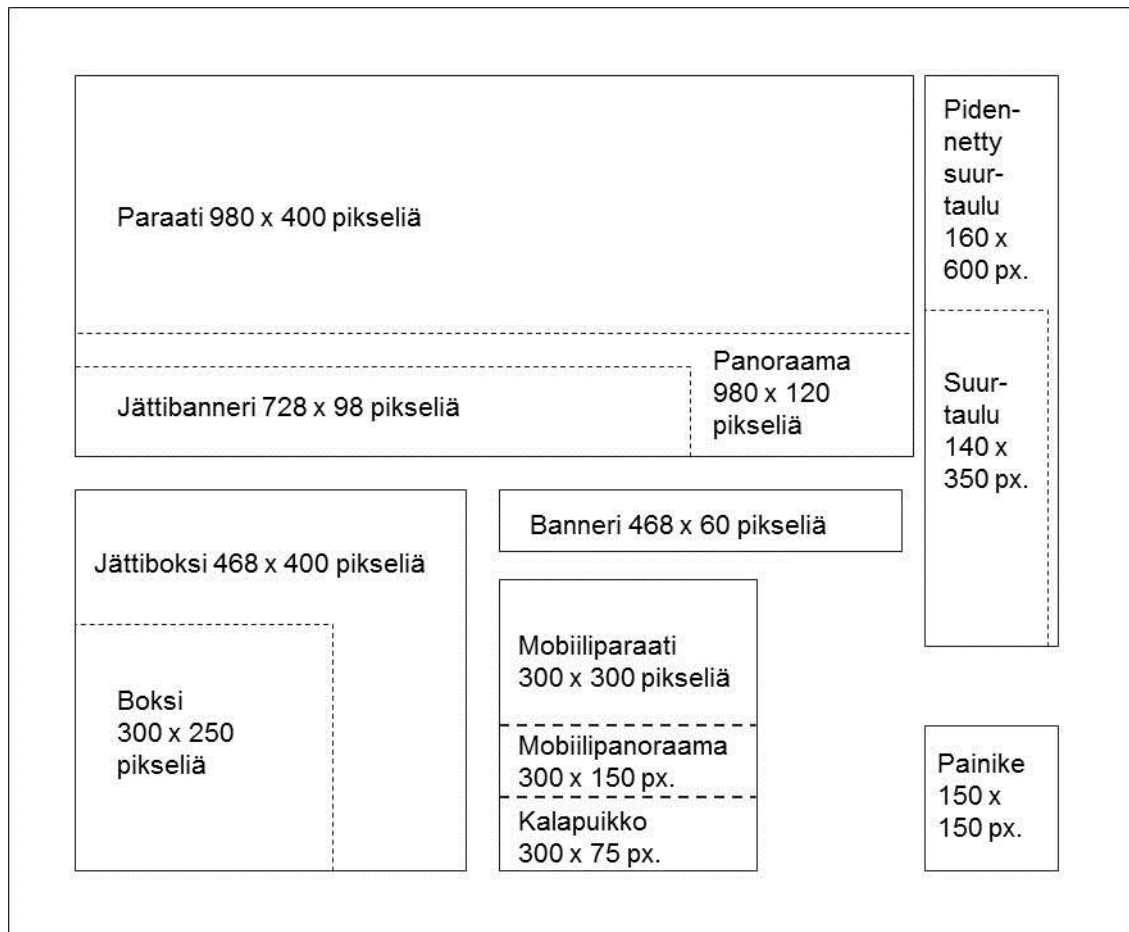 Paraati 980 x 400 pikseliä
Panoraama
980 x 120
pikseliä
Jättibanneri 728 x 98 pikseliä
Piden-
netty
suur-
taulu
160 x
600 px.
Suur-
taulu
140 x
350 px.
Jättiboksi 468 x 400 pikseliä
Boksi
300 x 250
pikseliä
Banneri 468 x 60 pikseliä
Mobiiliparaati
300 x 300 pikseliä
Mobiilipanoraama
300 x 150 px.
Kalapuikko
300 x 75 px.
Painike
150 x
150 px.